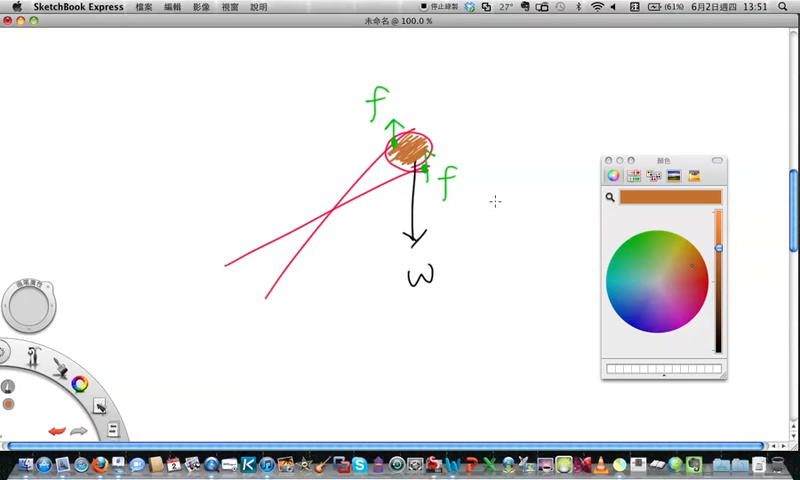 SketchBook Express 檔案 編輯 影像 視窗 說明 停止錄製 27° (61%) 6月2日週四 13:51
未命名 @ 100.0 %
f
f
w
顏色